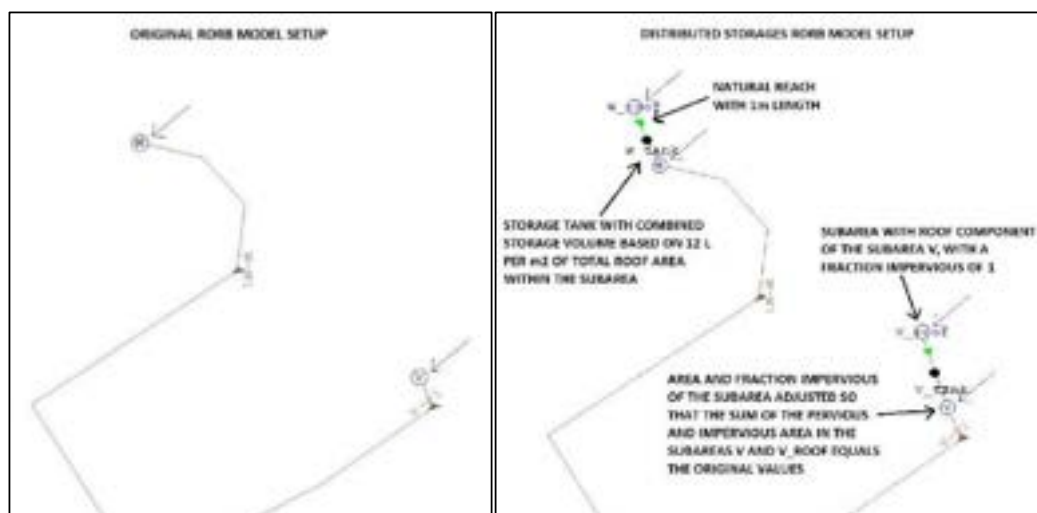 ORIGINAL RORB MODEL SETUP
DISTRIBUTED STORAGES RORB MODEL SETUP
NATURAL REACH
WITH 1m LENGTH
STORAGE TANK WITH COMBINED
STORAGE VOLUME BASED ON 12 L
PER m2 OF TOTAL ROOF AREA
WITHIN THE SUBAREA
SUBAREA WITH ROOF COMPONENT
OF THE SUBAREA V, WITH A
FRACTION IMPERVIOUS OF 1
AREA AND FRACTION IMPERVIOUS
OF THE SUBAREA ADJUSTED SO
THAT THE SUM OF THE PERVIOUS
AND IMPERVIOUS AREA IN THE
SUBAREAS V AND V_ROOF EQUALS
THE ORIGINAL VALUES